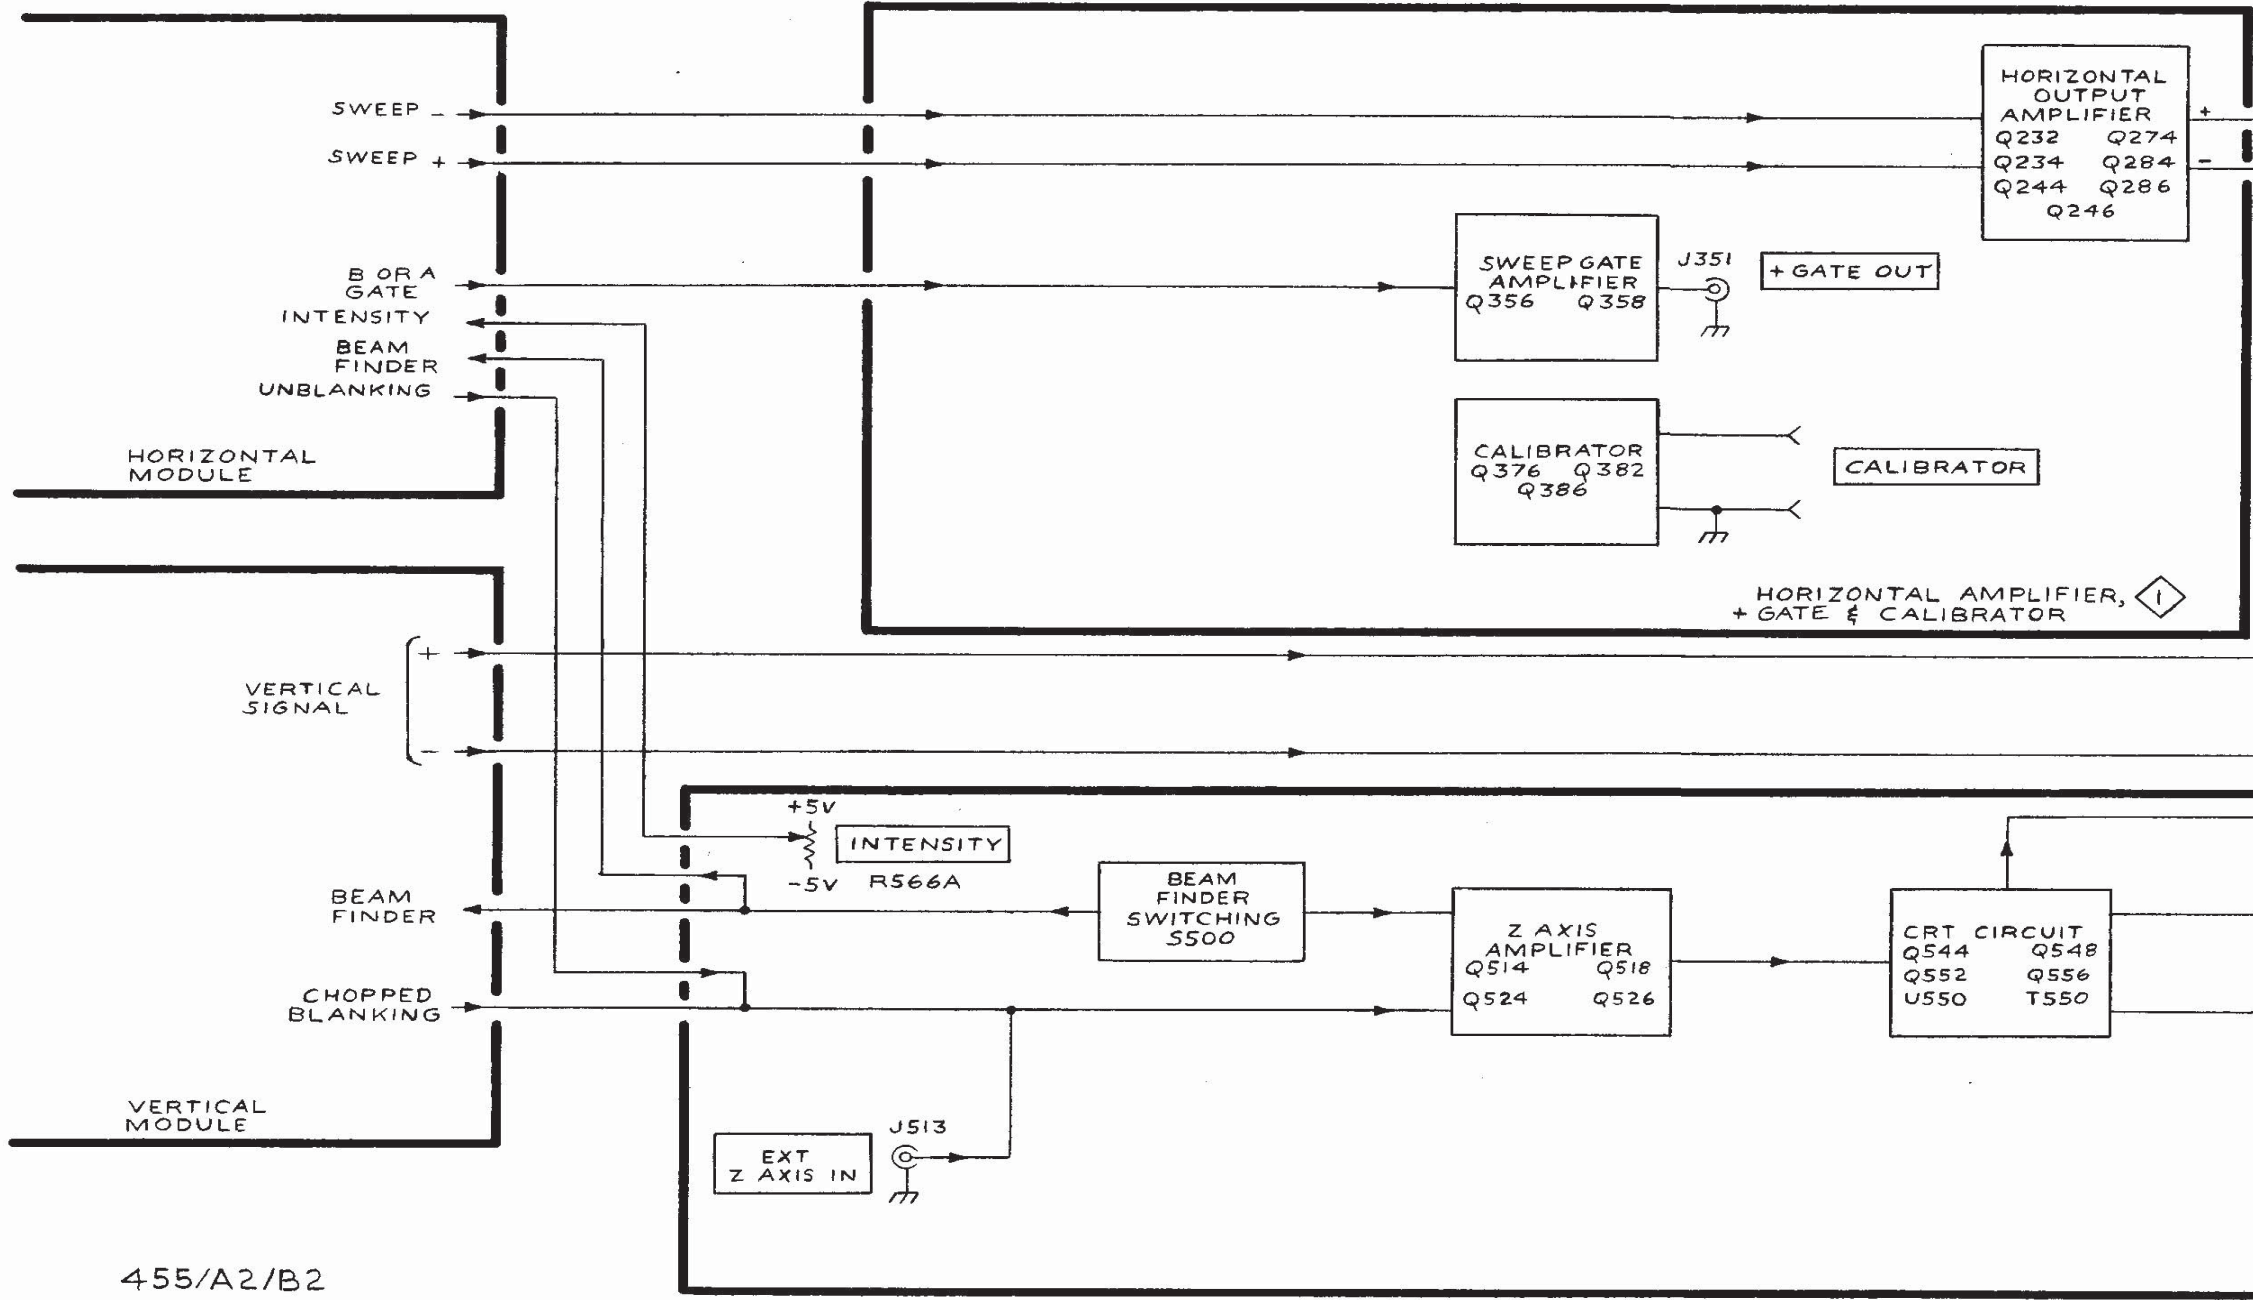 SWEEP -
SWEEP +
B OR A
GATE
INTENSITY
BEAM
FINDER
UNBLANKING
HORIZONTAL
MODULE
HORIZONTAL
OUTPUT
AMPLIFIER
Q232 Q274
Q234 Q284
Q244 Q286
Q246
+
-
SWEEP GATE
AMPLIFIER
Q356 Q358
J351
+ GATE OUT
CALIBRATOR
Q376 Q382
Q386
CALIBRATOR
HORIZONTAL AMPLIFIER,
+ GATE & CALIBRATOR
1
+
VERTICAL
SIGNAL
-
+5V
INTENSITY
-5V R566A
BEAM
FINDER
BEAM
FINDER
SWITCHING
S500
Z AXIS
AMPLIFIER
Q514 Q518
Q524 Q526
CRT CIRCUIT
Q544 Q548
Q552 Q556
U550 T550
CHOPPED
BLANKING
VERTICAL
MODULE
J513
EXT
Z AXIS IN
455/A2/B2